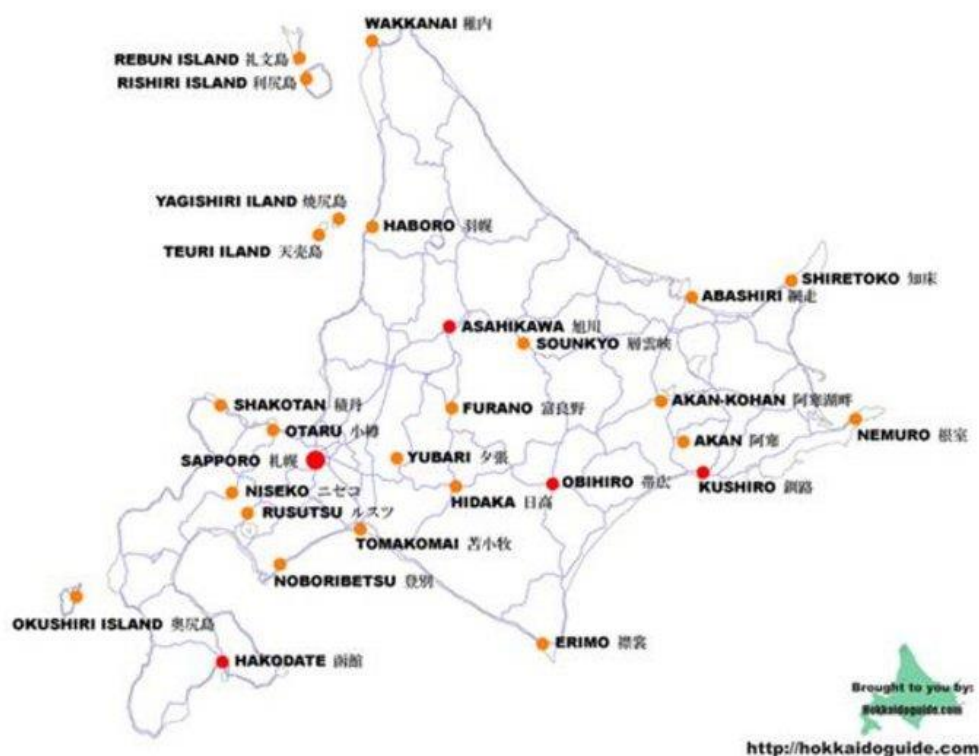 WAKKANAI 稚内
REBUN ISLAND 礼文島
RISHIRI ISLAND 利尻島
YAGISHIRI ILAND 焼尻島
HABORO 羽幌
TEURI ILAND 天売島
SHIRETOKO 知床
ABASHIRI 網走
ASAHIKAWA 旭川
SOUNKYO 層雲峡
SHAKOTAN 積丹
FURANO 富良野
AKAN-KOHAN 阿寒湖畔
OTARU 小樽
NEMURO 根室
AKAN 阿寒
SAPPORO 札幌
YUBARI 夕張
OBIHIRO 帯広
KUSHIRO 釧路
NISEKO ニセコ
HIDAKA 日高
RUSUTSU ルスツ
TOMAKOMAI 苫小牧
NOBORIBETSU 登別
OKUSHIRI ISLAND 奥尻島
ERIMO 襟裳
HAKODATE 函館
Brought to you by:
Hokkaidoguide.com
http://hokkaidoguide.com